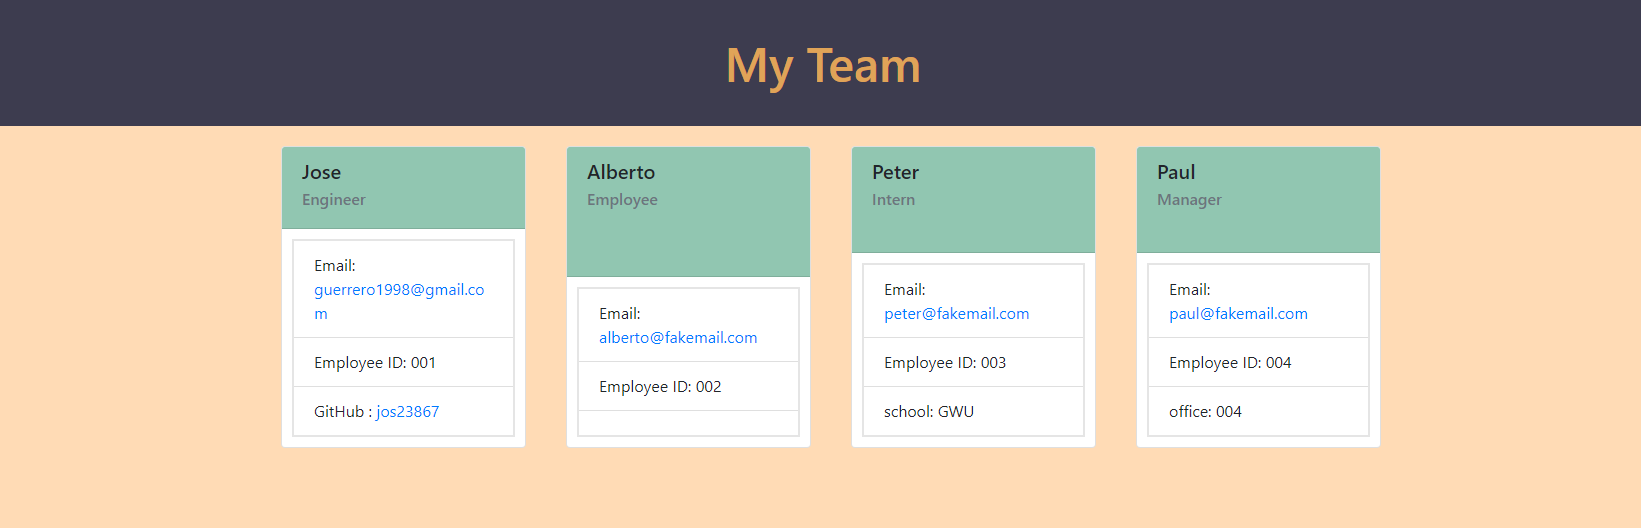 My Team
Jose
Engineer
Email:
guerrero1998@gmail.co
m
Employee ID: 001
GitHub : jos23867
Alberto
Employee
Email:
alberto@fakemail.com
Employee ID: 002
Peter
Intern
Email:
peter@fakemail.com
Employee ID: 003
school: GWU
Paul
Manager
Email:
paul@fakemail.com
Employee ID: 004
office: 004